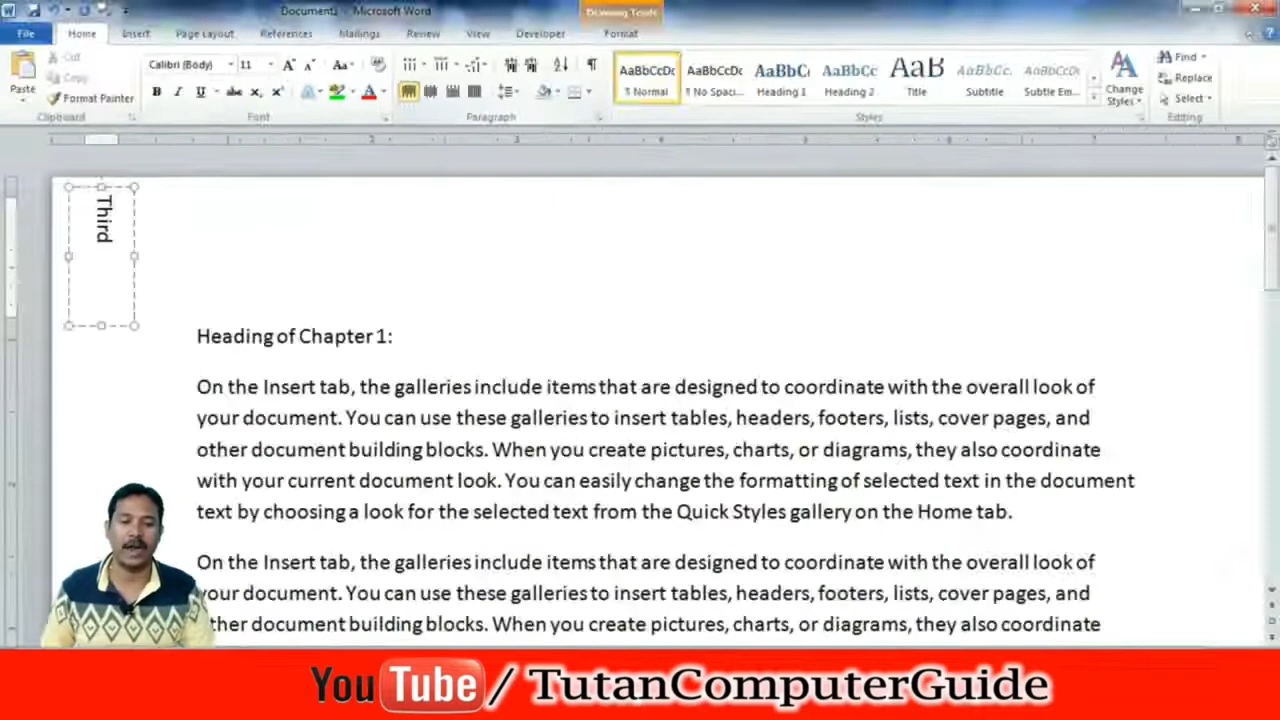 Document1 - Microsoft Word
Drawing Tools
File Home Insert Page Layout References Mailings Review View Developer Format
Paste
Cut
Copy
Format Painter
Clipboard
Calibri (Body) 11
Font
Paragraph
AaBbCcDc AaBbCcDc AaBbC AaBbCc AaB AaBbCc. AaBbCcDc
¶ Normal ¶ No Spaci... Heading 1 Heading 2 Title Subtitle Subtle Em...
Change
Styles
Styles
Find
Replace
Select
Editing
Third
Heading of Chapter 1:
On the Insert tab, the galleries include items that are designed to coordinate with the overall look of
your document. You can use these galleries to insert tables, headers, footers, lists, cover pages, and
other document building blocks. When you create pictures, charts, or diagrams, they also coordinate
with your current document look. You can easily change the formatting of selected text in the document
text by choosing a look for the selected text from the Quick Styles gallery on the Home tab.
On the Insert tab, the galleries include items that are designed to coordinate with the overall look of
your document. You can use these galleries to insert tables, headers, footers, lists, cover pages, and
other document building blocks. When you create pictures, charts, or diagrams, they also coordinate
YouTube / TutanComputerGuide